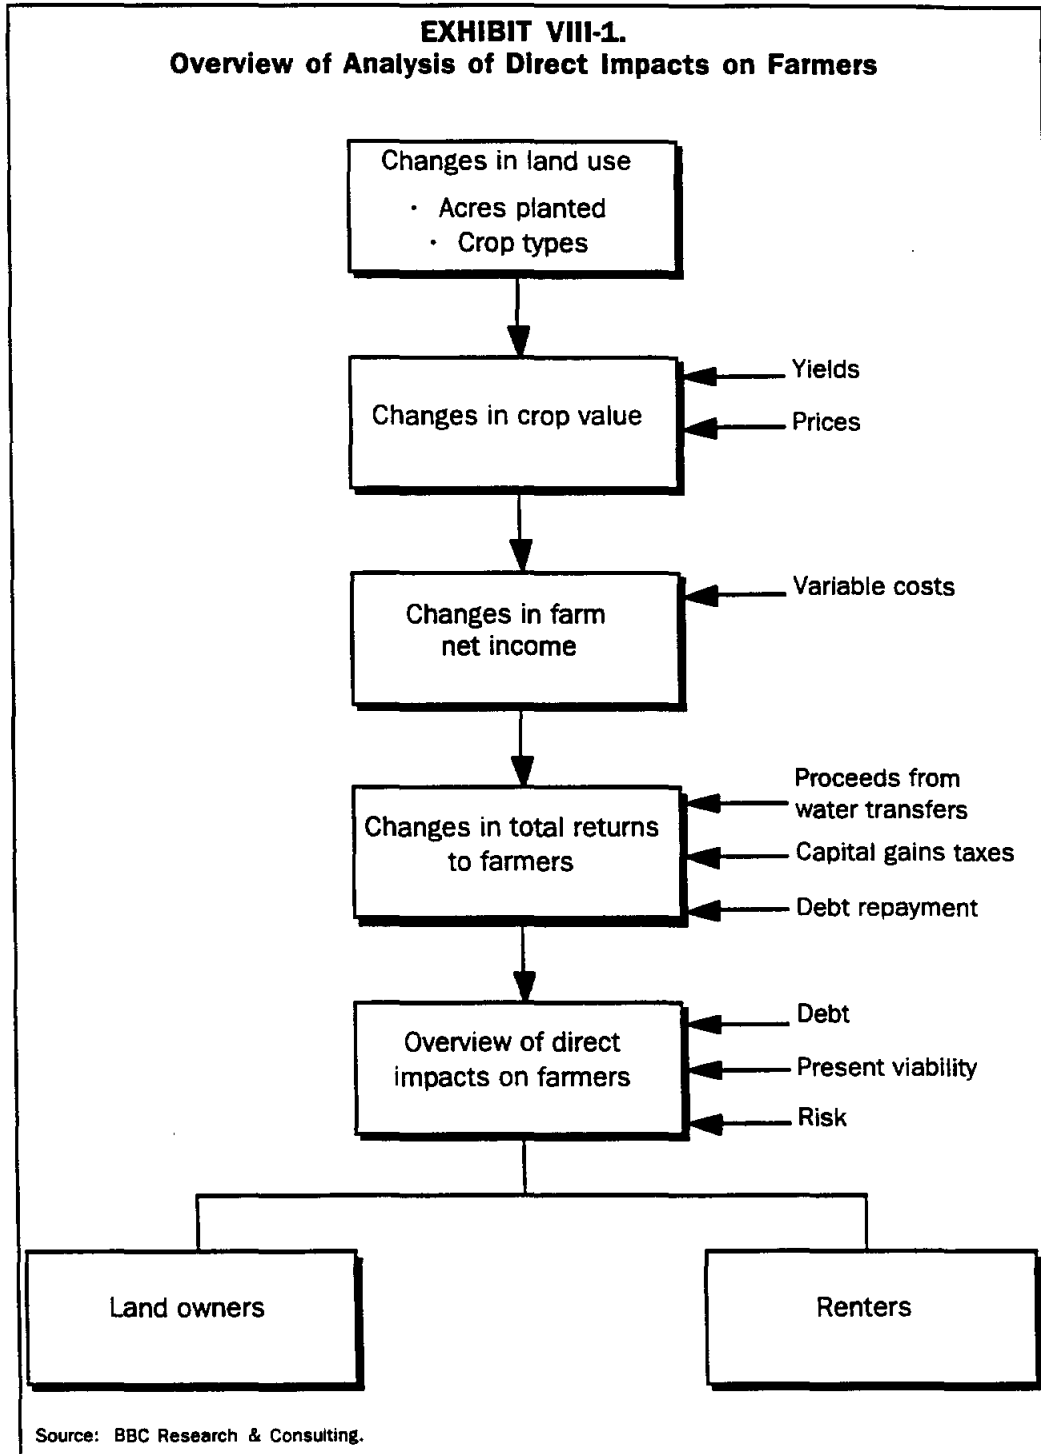 EXHIBIT VIII-1.
Overview of Analysis of Direct Impacts on Farmers
Changes in land use
· Acres planted
· Crop types
Changes in crop value
Yields
Prices
Changes in farm
net income
Variable costs
Changes in total returns
to farmers
Proceeds from
water transfers
Capital gains taxes
Debt repayment
Overview of direct
impacts on farmers
Debt
Present viability
Risk
Land owners
Renters
Source: BBC Research & Consulting.